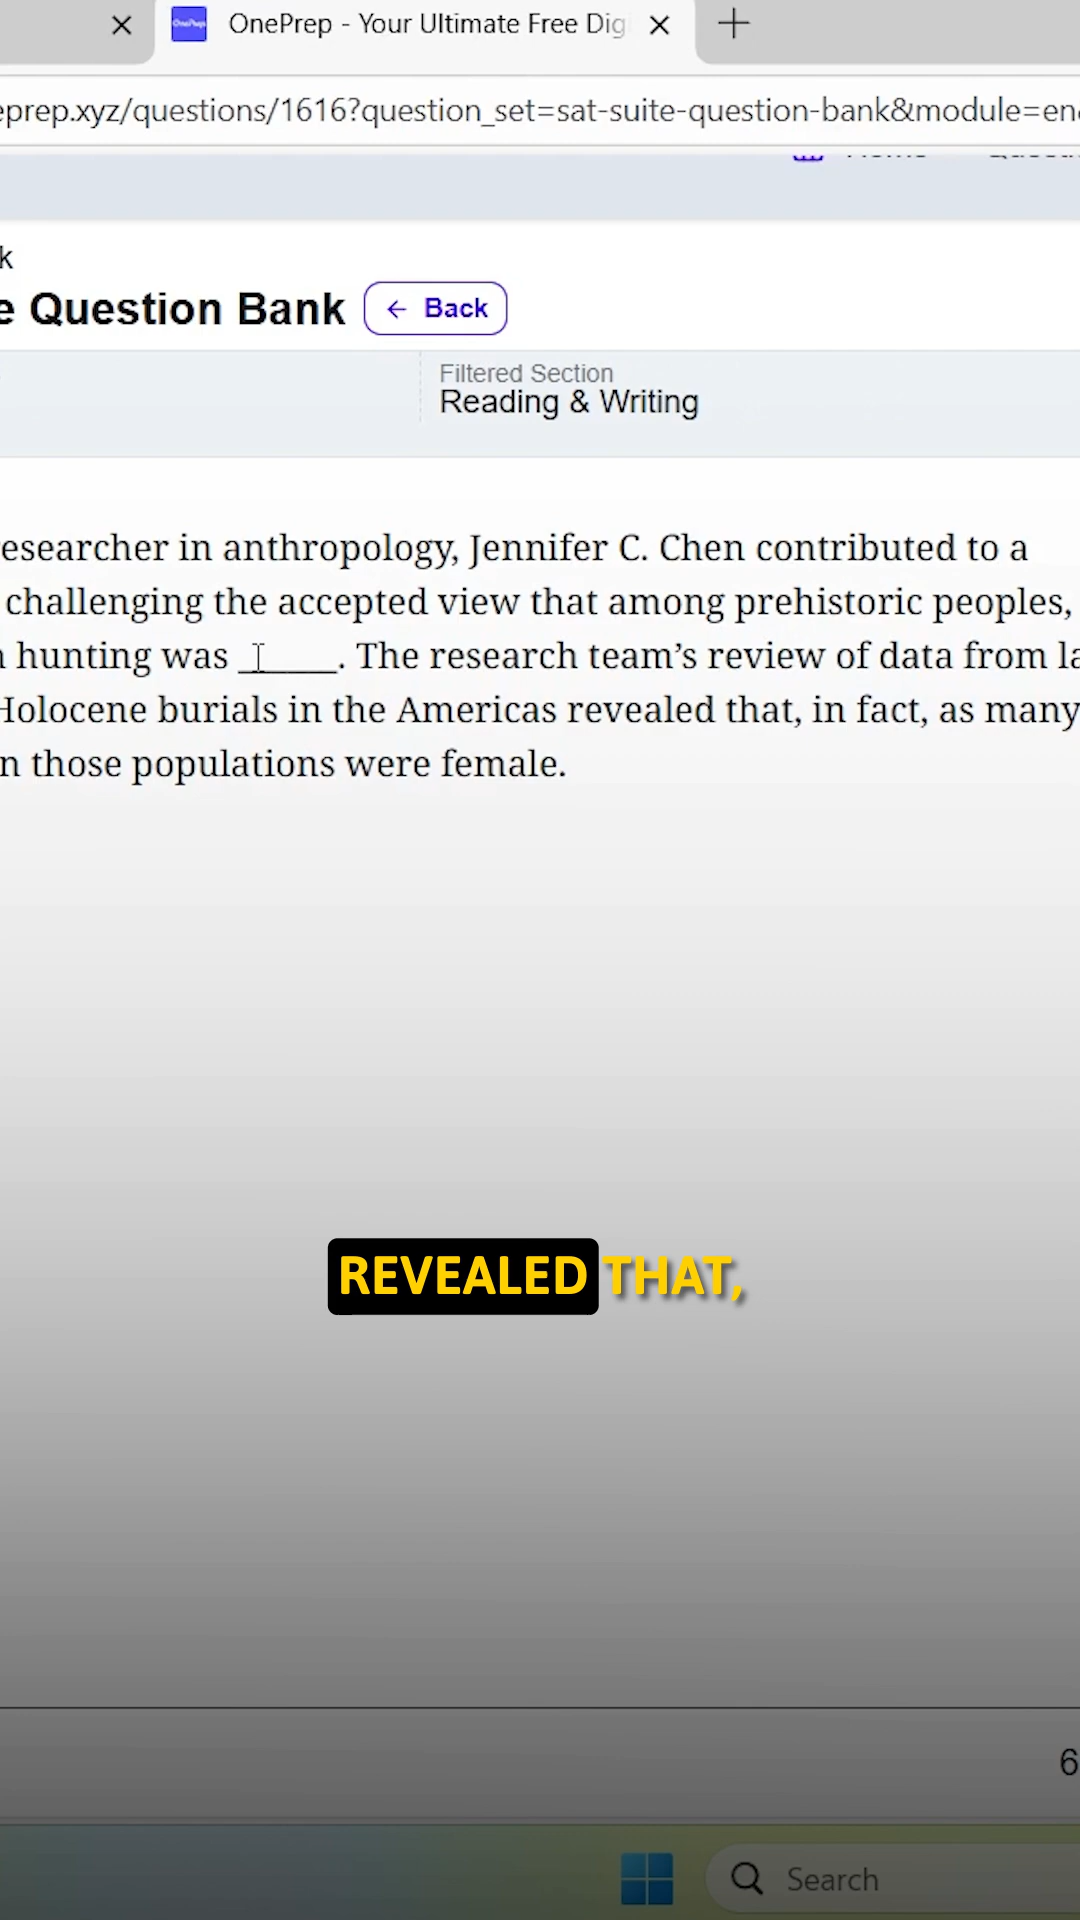 OnePrep - Your Ultimate Free Dig
eprep.xyz/questions/1616?question_set=sat-suite-question-bank&module=en
k
e Question Bank
← Back
Filtered Section
Reading & Writing
esearcher in anthropology, Jennifer C. Chen contributed to a
challenging the accepted view that among prehistoric peoples,
n hunting was ______. The research team’s review of data from la
Holocene burials in the Americas revealed that, in fact, as many
n those populations were female.
REVEALED THAT,
6
Search